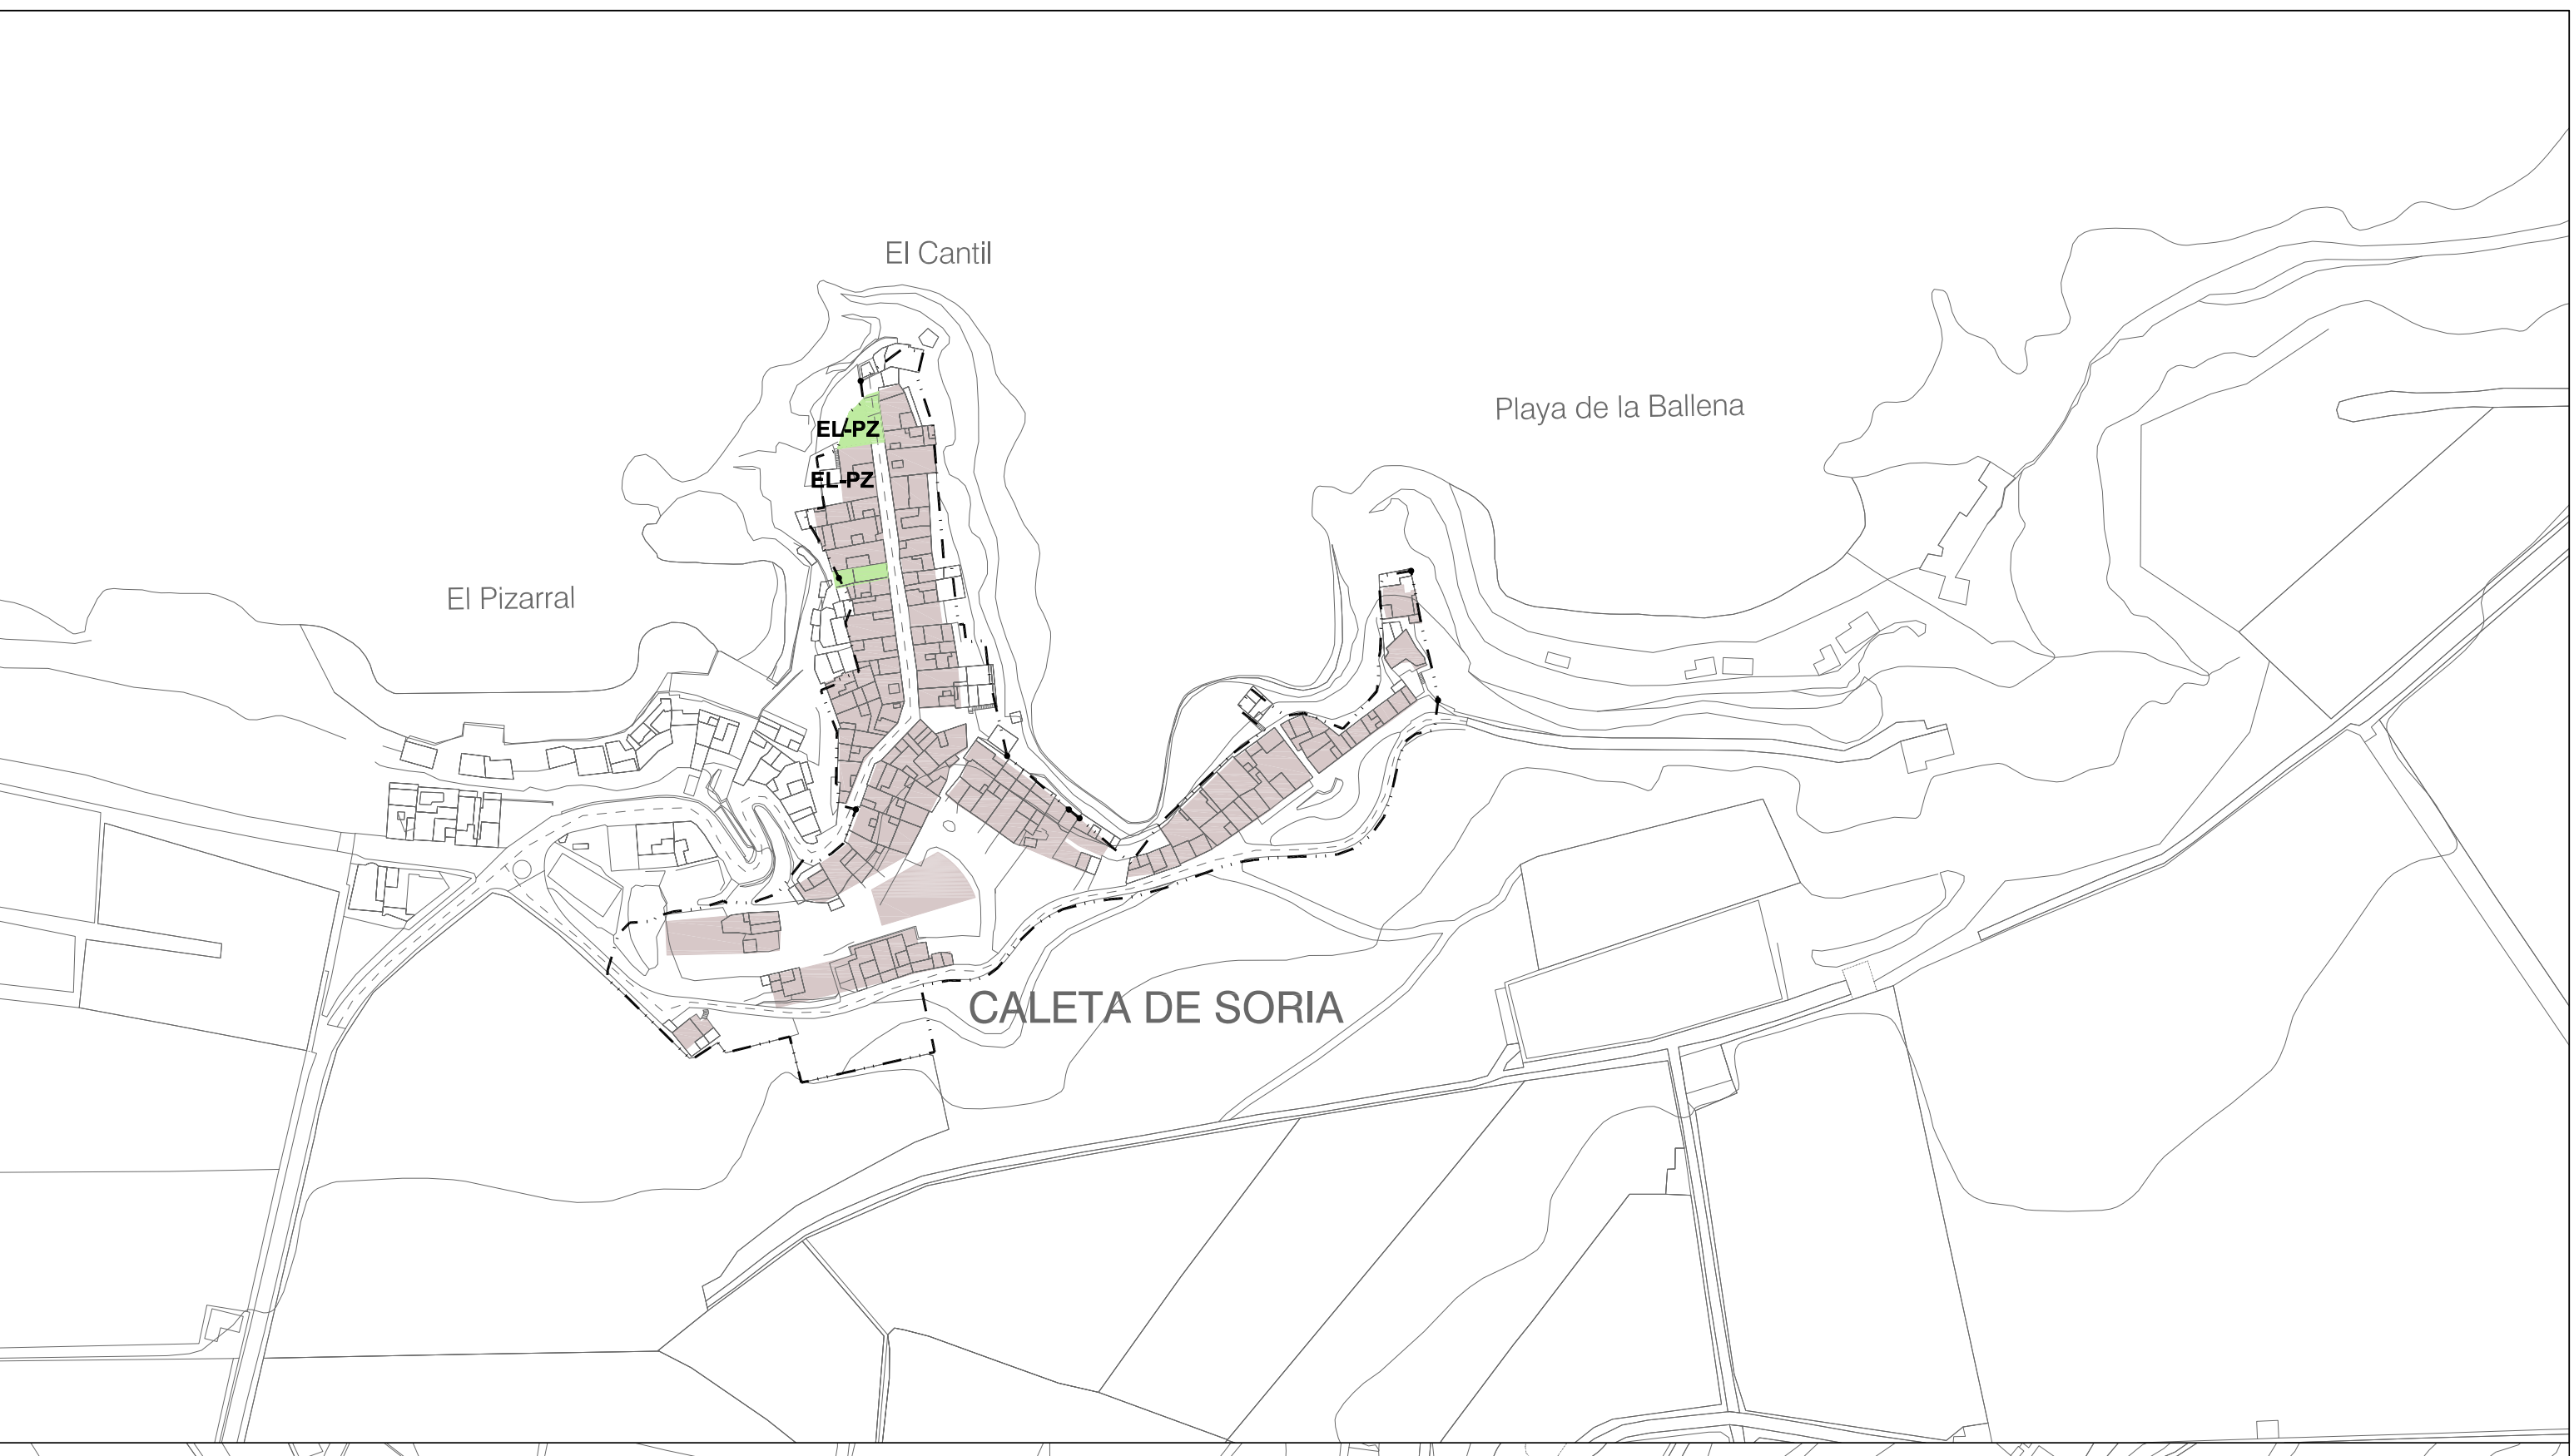 El Cantil
Playa de la Ballena
EL-PZ
EL-PZ
El Pizarral
CALETA DE SORIA